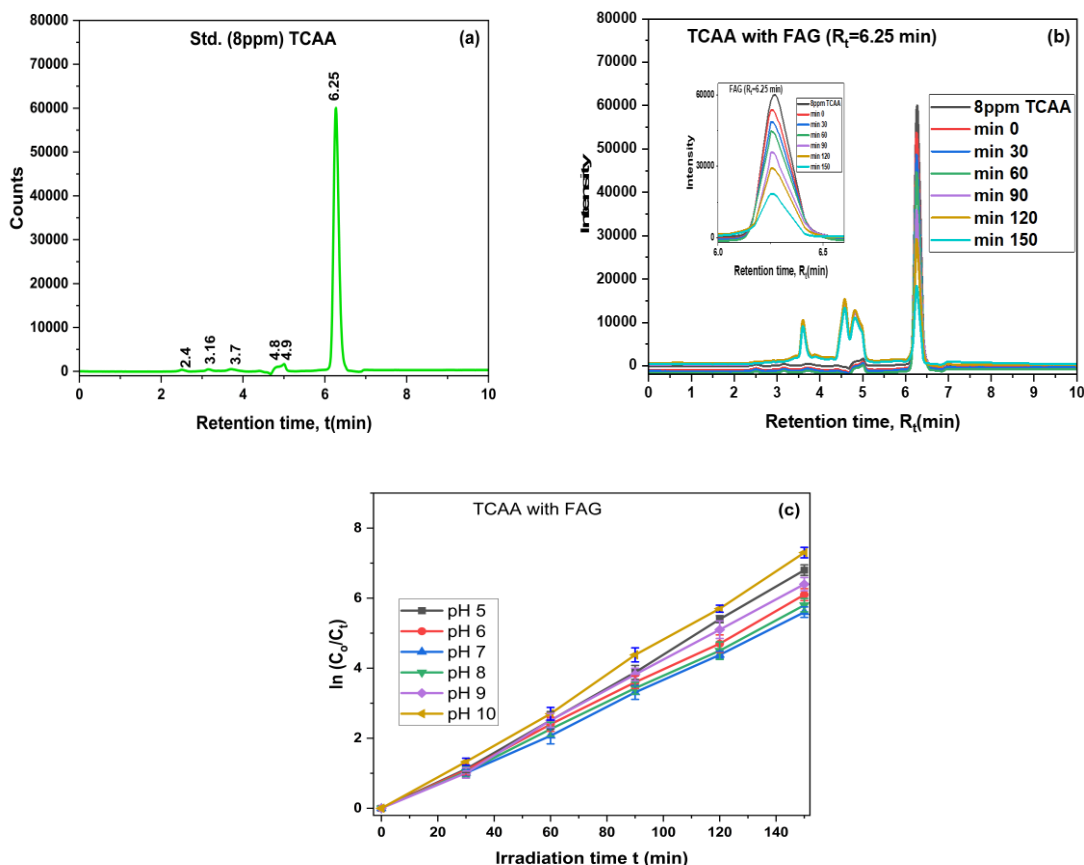 Std. (8ppm) TCAA
(a)
80000
70000
60000
50000
40000
30000
20000
10000
0
Counts
2.4
3.16
3.7
4.8
4.9
6.25
0 2 4 6 8 10
Retention time, t(min)
TCAA with FAG (Rt=6.25 min)
(b)
80000
70000
60000
50000
40000
30000
20000
10000
0
Intensity
FAG (Rt=6.25 min)
60000
30000
0
Intensity
8ppm TCAA
min 0
min 30
min 60
min 90
min 120
min 150
6.0 6.5
Retention time, Rt(min)
8ppm TCAA
min 0
min 30
min 60
min 90
min 120
min 150
0 1 2 3 4 5 6 7 8 9 10
Retention time, Rt(min)
TCAA with FAG
(c)
8
6
4
2
0
ln (Co/Ct)
pH 5
pH 6
pH 7
pH 8
pH 9
pH 10
0 20 40 60 80 100 120 140
Irradiation time t (min)